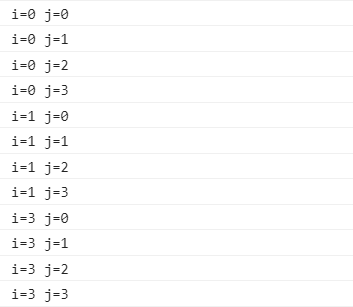 i=0 j=0
i=0 j=1
i=0 j=2
i=0 j=3
i=1 j=0
i=1 j=1
i=1 j=2
i=1 j=3
i=3 j=0
i=3 j=1
i=3 j=2
i=3 j=3